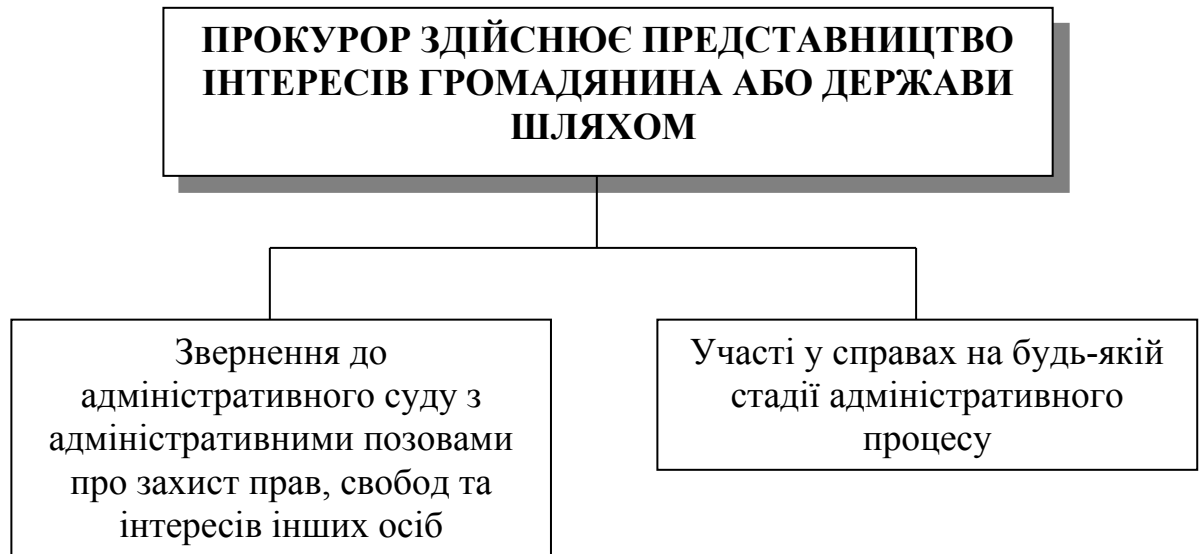 ПРОКУРОР ЗДІЙСНЮЄ ПРЕДСТАВНИЦТВО
ІНТЕРЕСІВ ГРОМАДЯНИНА АБО ДЕРЖАВИ
ШЛЯХОМ
Звернення до
адміністративного суду з
адміністративними позовами
про захист прав, свобод та
інтересів інших осіб
Участі у справах на будь-якій
стадії адміністративного
процесу